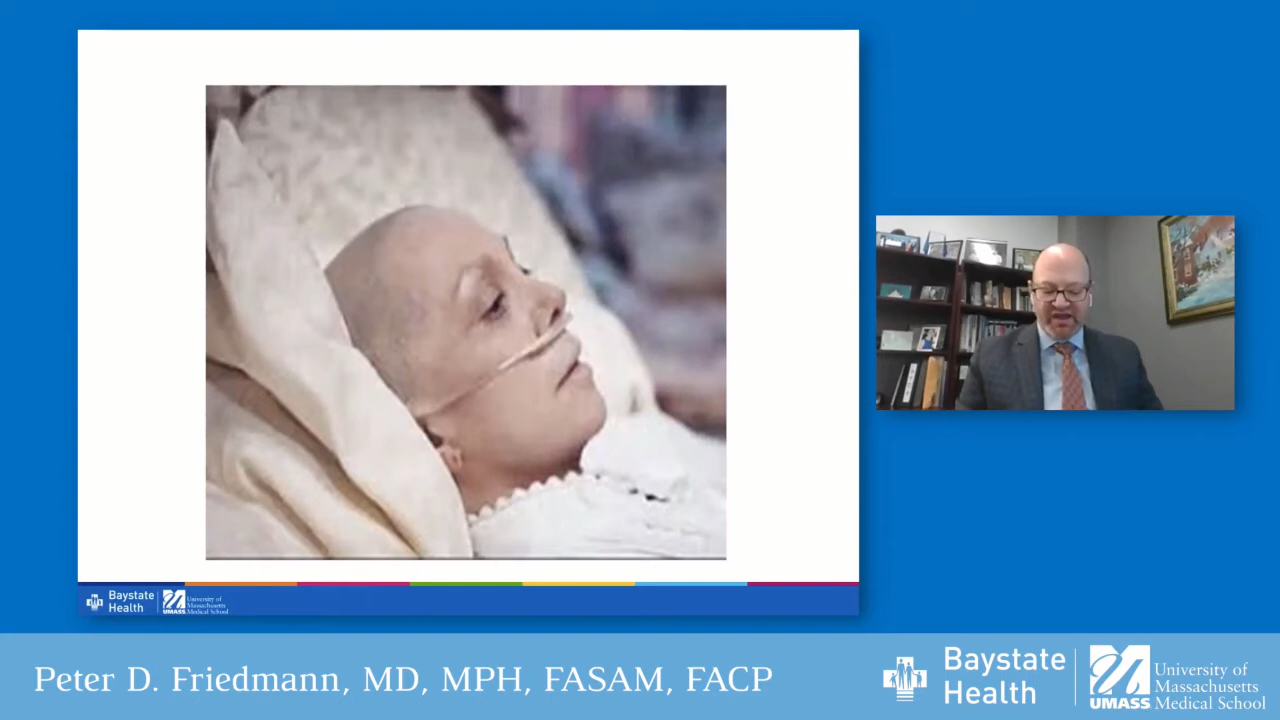 Baystate
Health
UMASS
University of
Massachusetts
Medical School
Peter D. Friedmann, MD, MPH, FASAM, FACP
Baystate
Health
UMASS
University of
Massachusetts
Medical School